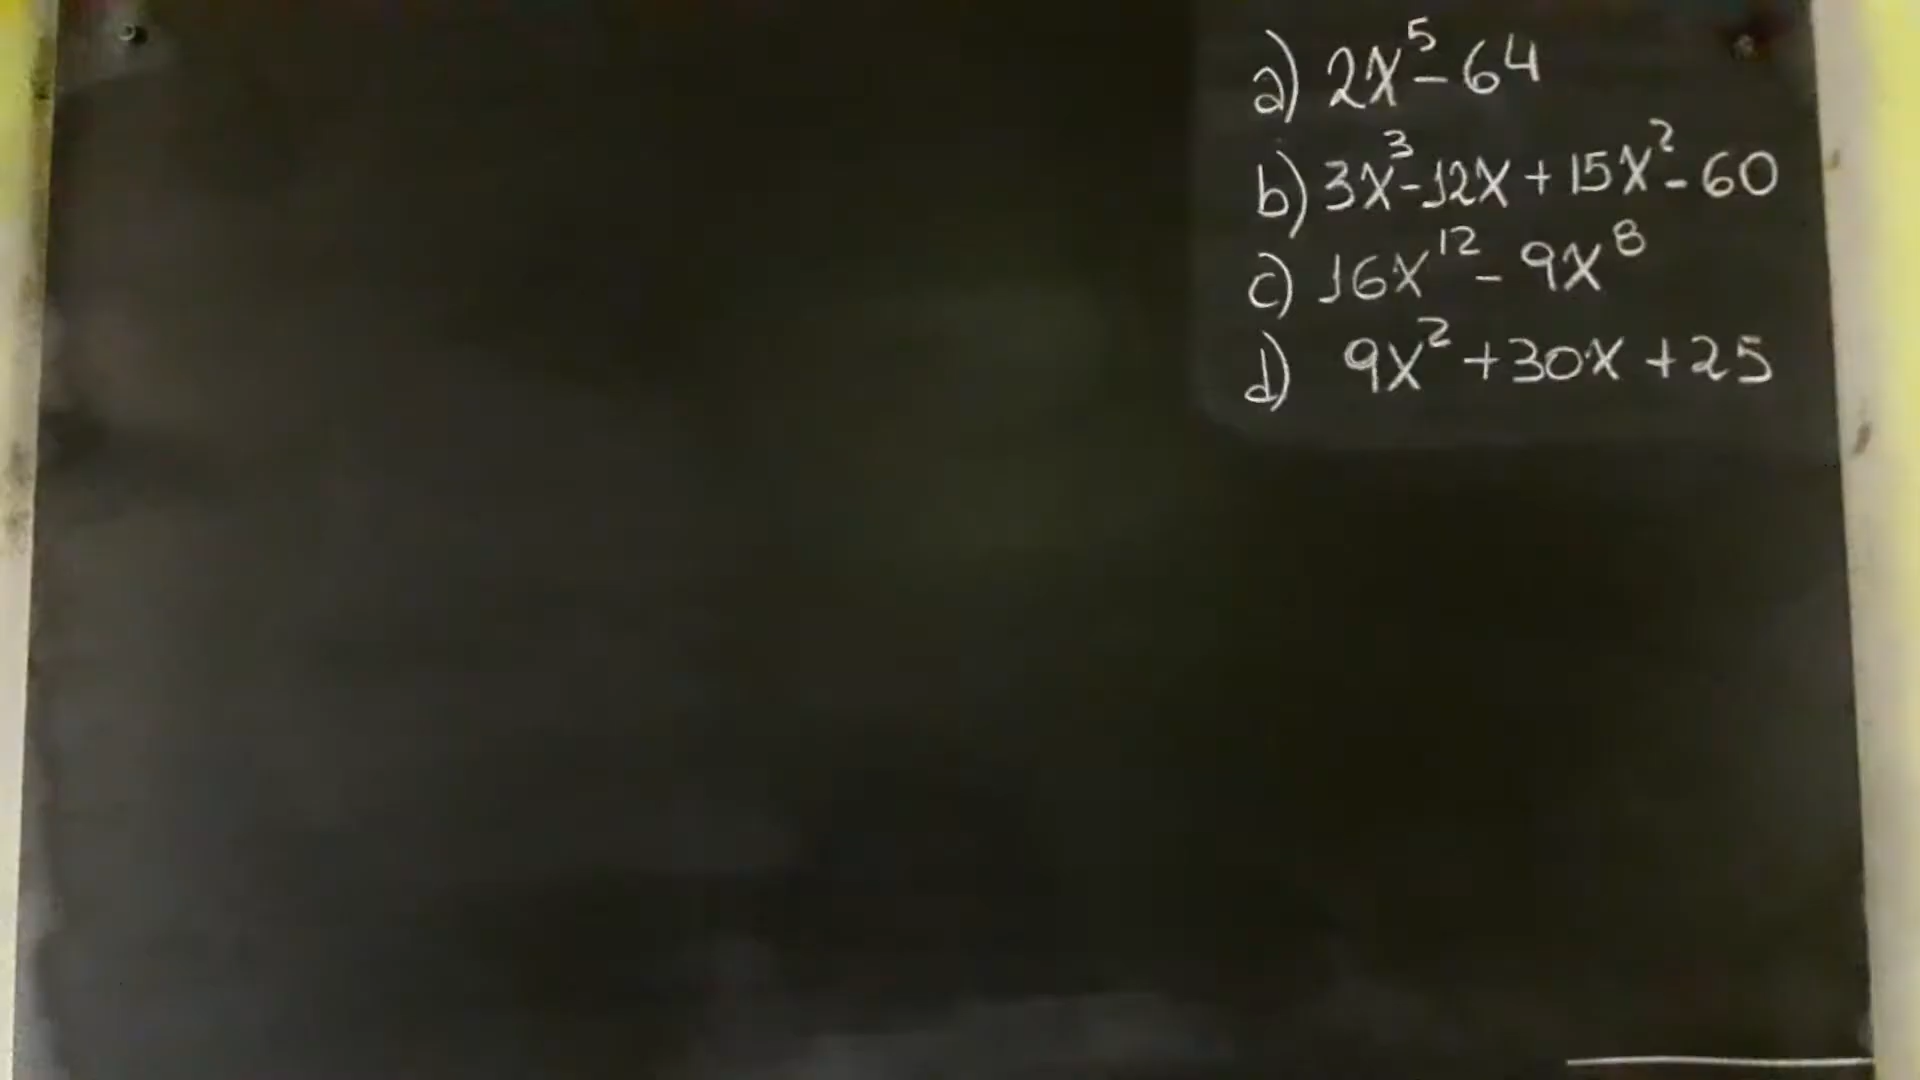 a) 2x⁵-64
b) 3x³-12x+15x²-60
c) 16x¹²-9x⁸
d) 9x²+30x+25